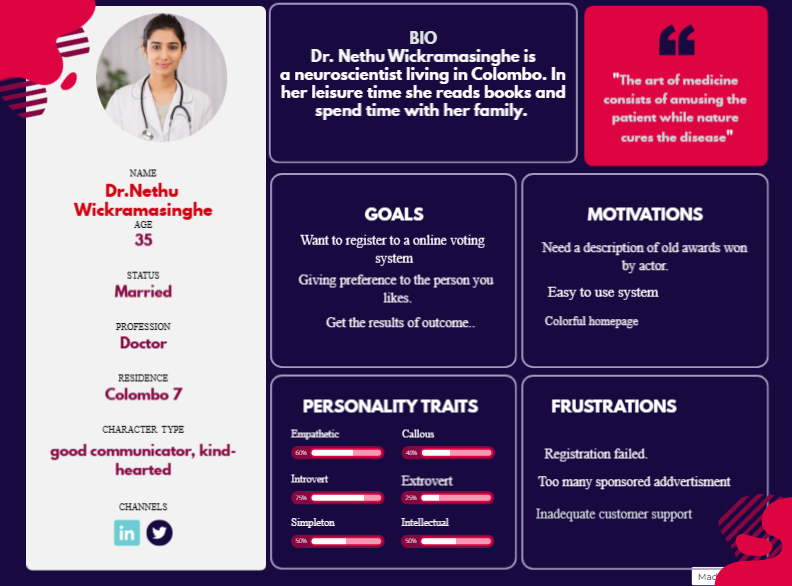 NAME
Dr.Nethu
Wickramasinghe
AGE
35
STATUS
Married
PROFESSION
Doctor
RESIDENCE
Colombo 7
CHARACTER TYPE
good communicator, kind-
hearted
CHANNELS
in
BIO
Dr. Nethu Wickramasinghe is
a neuroscientist living in Colombo. In
her leisure time she reads books and
spend time with her family.
"The art of medicine
consists of amusing the
patient while nature
cures the disease"
GOALS
Want to register to a online voting
system
Giving preference to the person you
likes.
Get the results of outcome..
MOTIVATIONS
Need a description of old awards won
by actor.
Easy to use system
Colorful homepage
PERSONALITY TRAITS
Empathetic Callous
60% 40%
Introvert Extrovert
75% 25%
Simpleton Intellectual
50% 50%
FRUSTRATIONS
Registration failed.
Too many sponsored addvertisment
Inadequate customer support